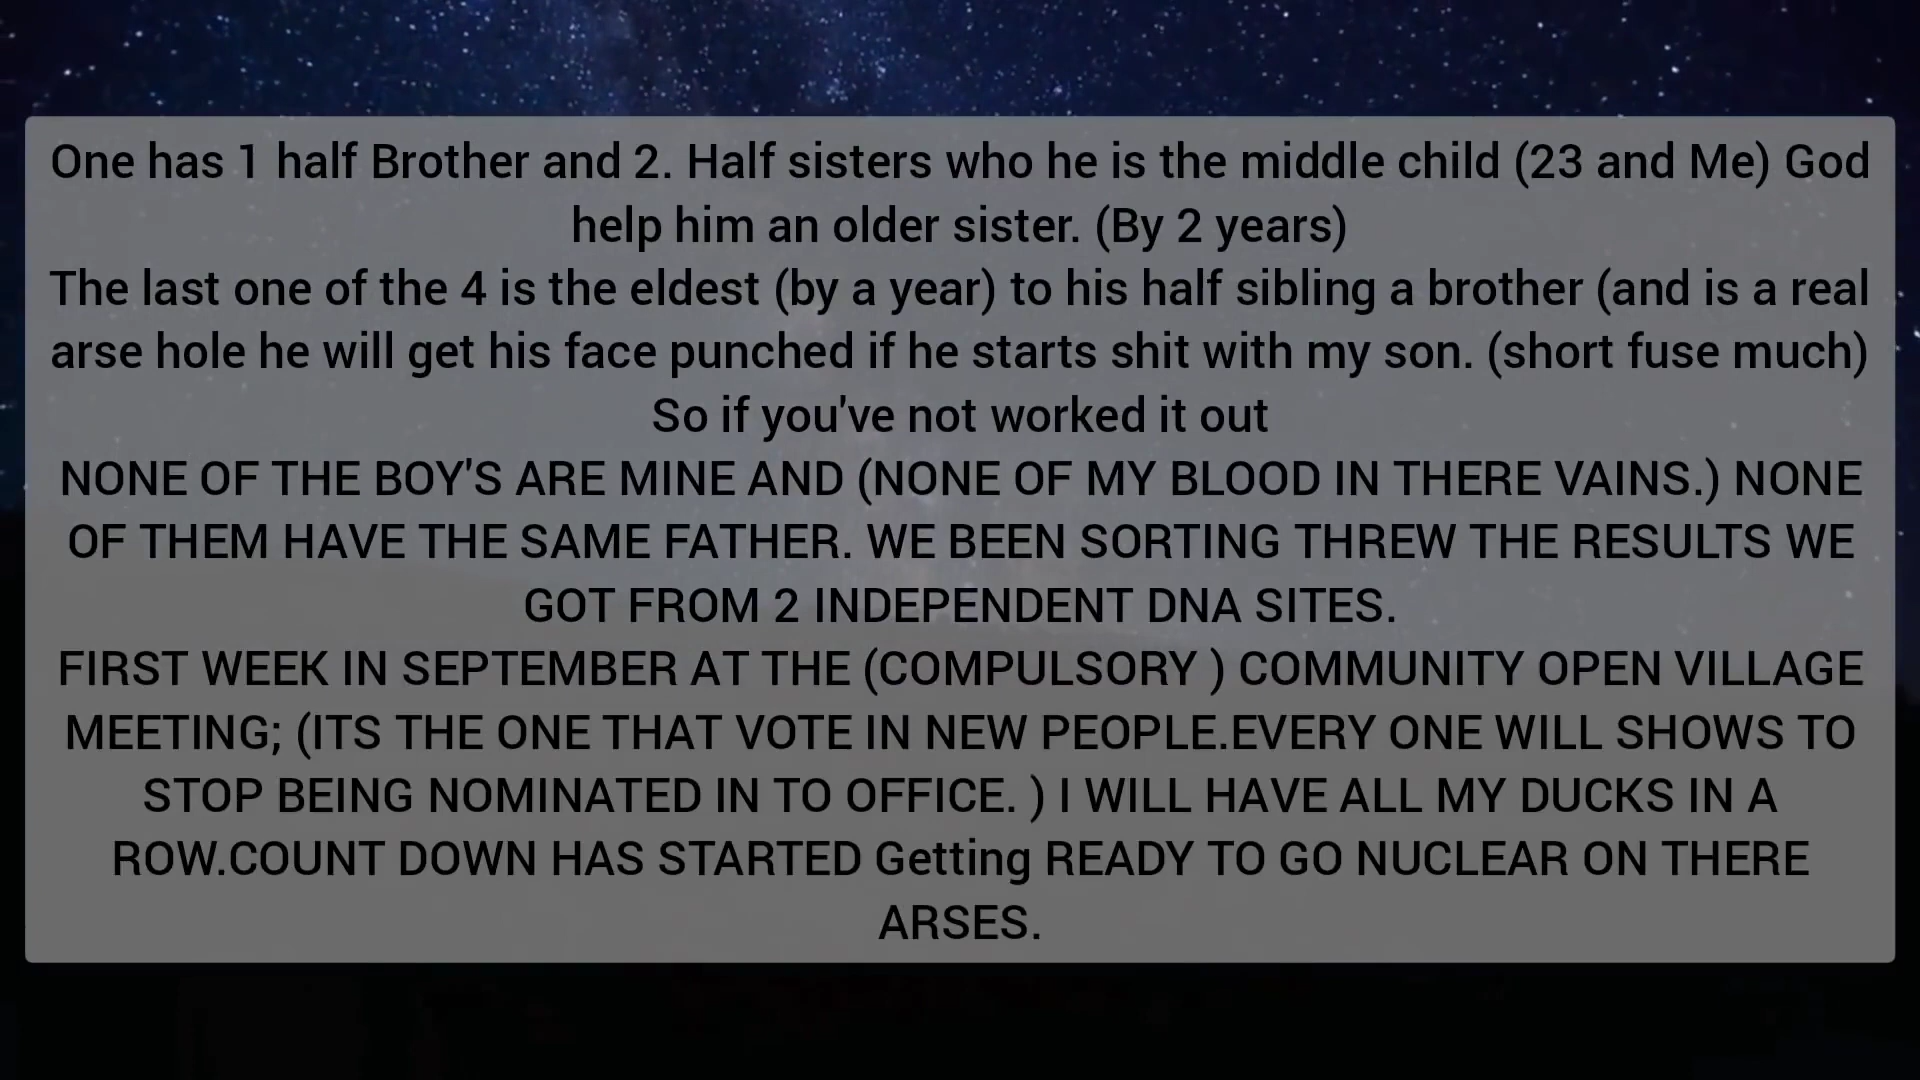 One has 1 half Brother and 2. Half sisters who he is the middle child (23 and Me) God
help him an older sister. (By 2 years)
The last one of the 4 is the eldest (by a year) to his half sibling a brother (and is a real
arse hole he will get his face punched if he starts shit with my son. (short fuse much)
So if you've not worked it out
NONE OF THE BOY'S ARE MINE AND (NONE OF MY BLOOD IN THERE VAINS.) NONE
OF THEM HAVE THE SAME FATHER. WE BEEN SORTING THREW THE RESULTS WE
GOT FROM 2 INDEPENDENT DNA SITES.
FIRST WEEK IN SEPTEMBER AT THE (COMPULSORY ) COMMUNITY OPEN VILLAGE
MEETING; (ITS THE ONE THAT VOTE IN NEW PEOPLE.EVERY ONE WILL SHOWS TO
STOP BEING NOMINATED IN TO OFFICE. ) I WILL HAVE ALL MY DUCKS IN A
ROW.COUNT DOWN HAS STARTED Getting READY TO GO NUCLEAR ON THERE
ARSES.